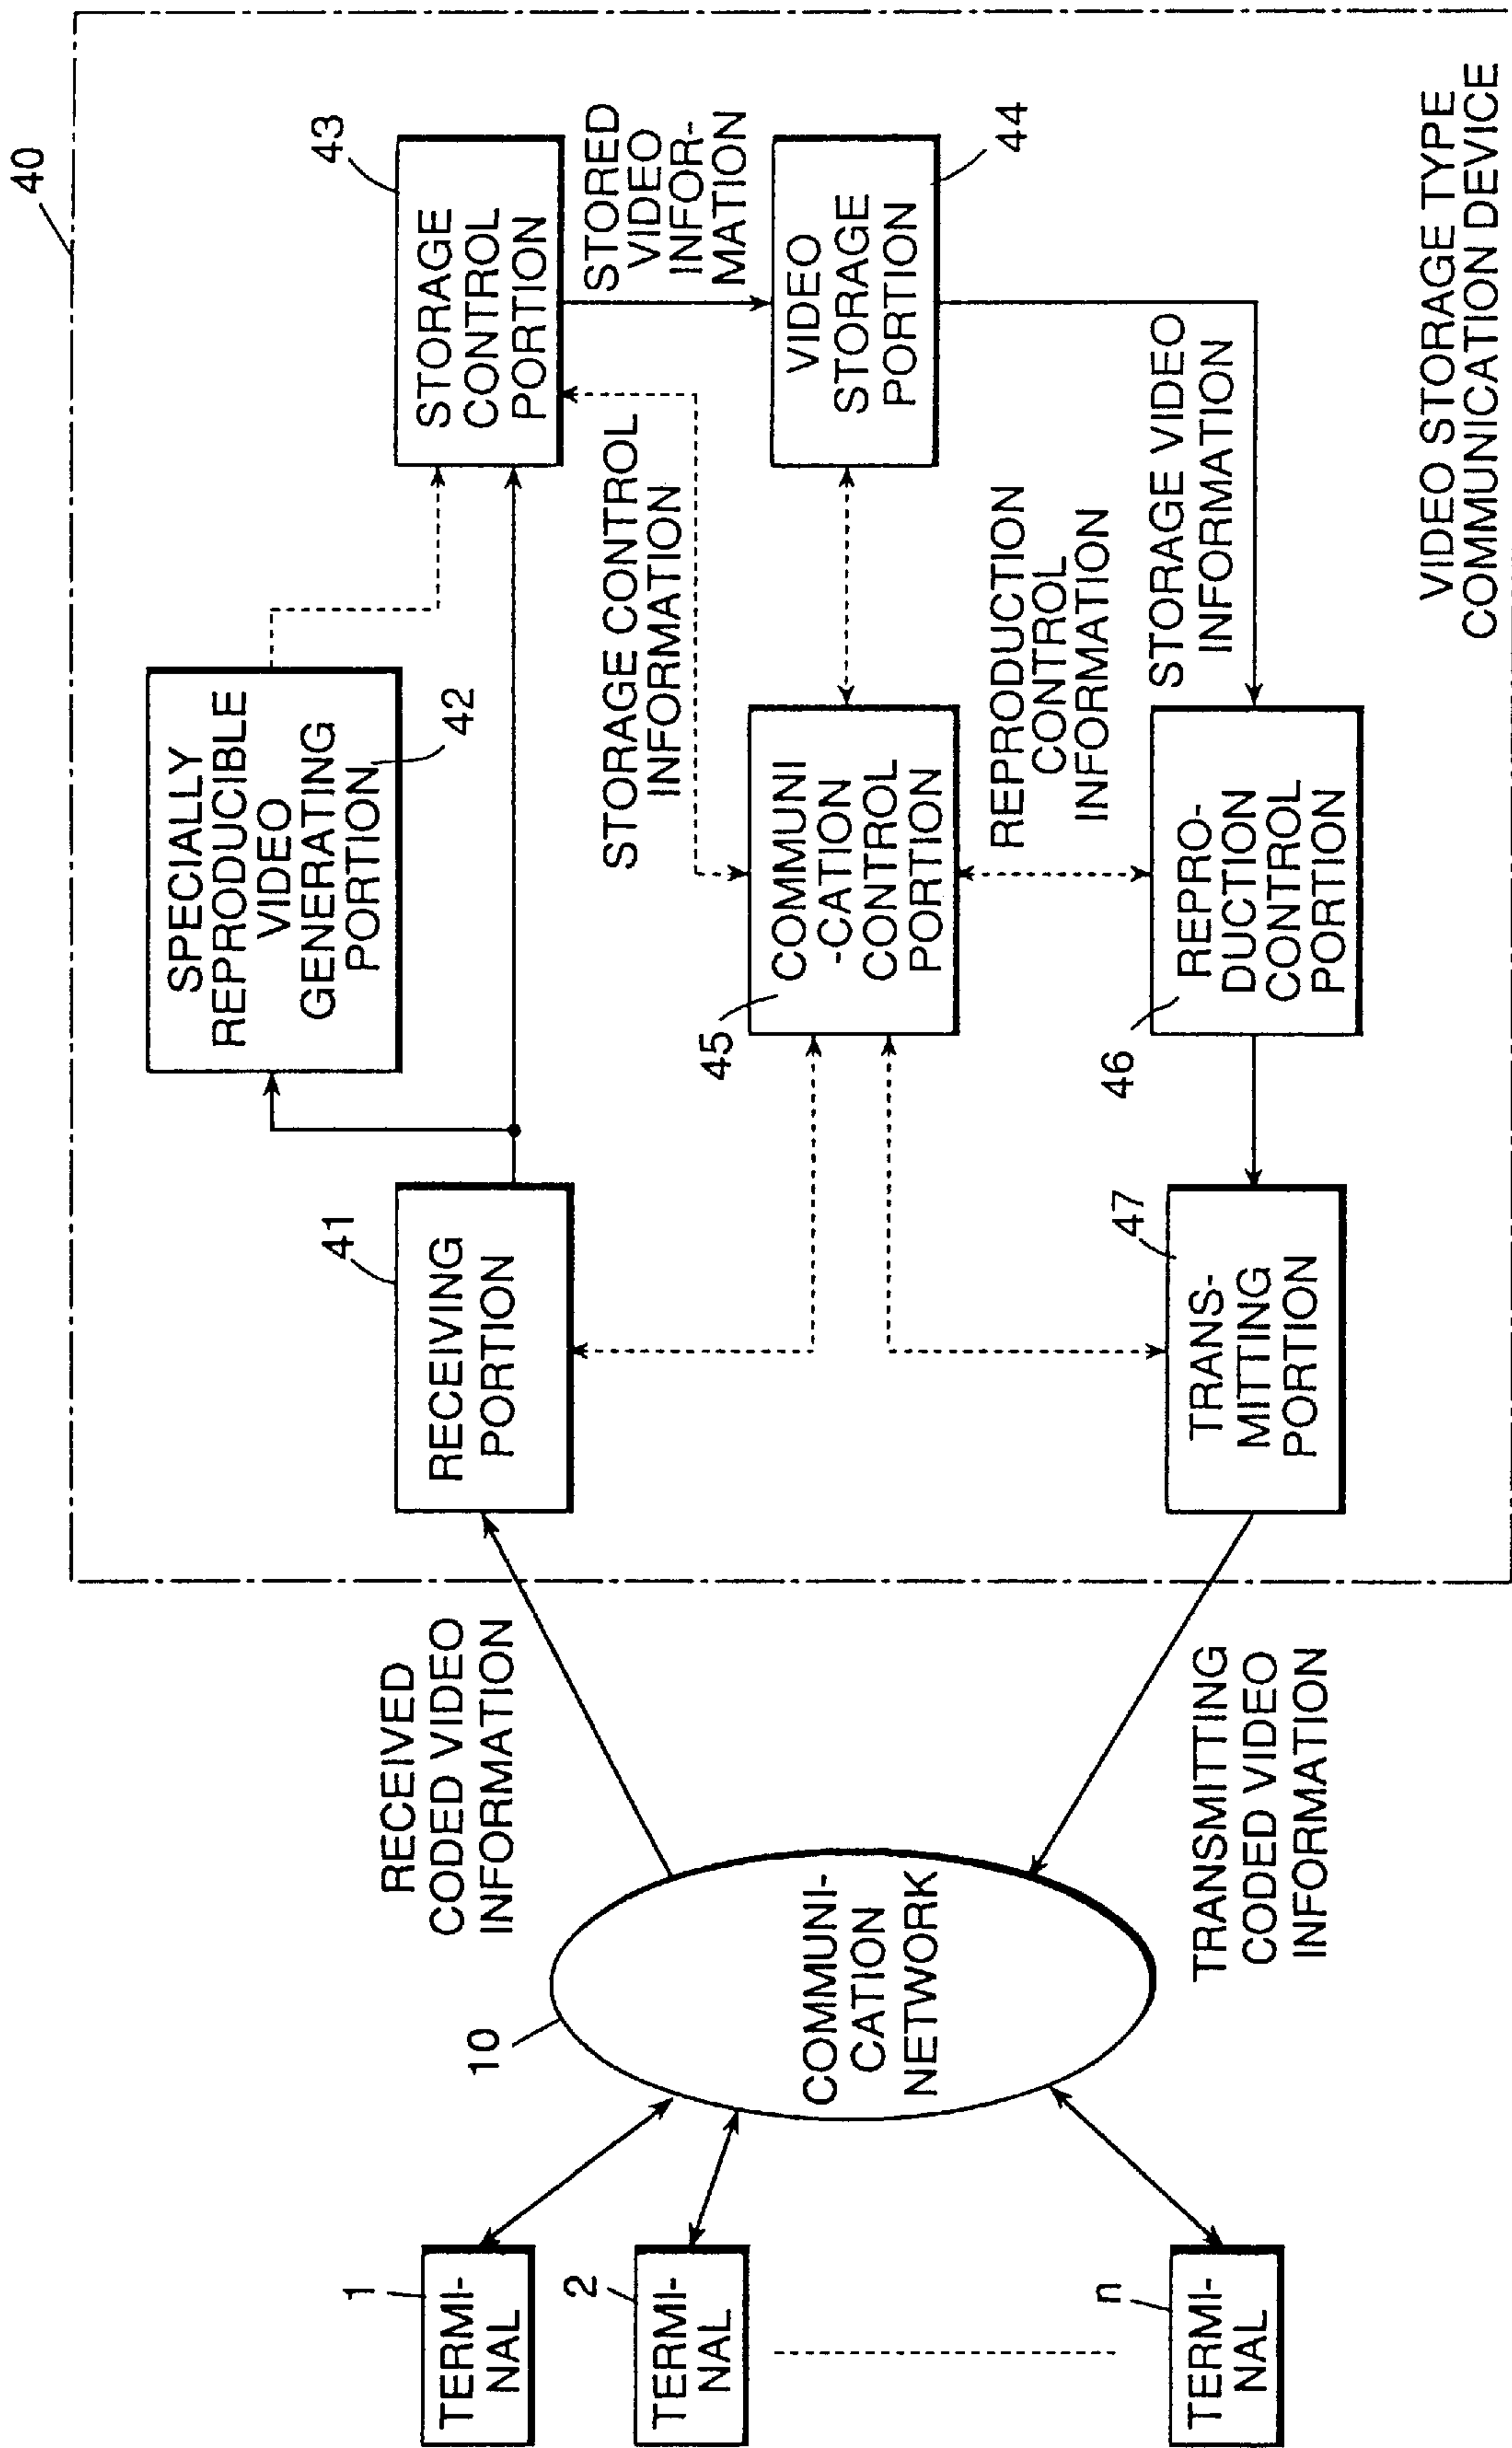 40
SPECIALLY
REPRODUCIBLE
VIDEO
GENERATING
PORTION
42
43
STORAGE
CONTROL
PORTION
41
RECEIVING
PORTION
STORED
VIDEO
INFOR-
MATION
STORAGE CONTROL
INFORMATION
RECEIVED
CODED VIDEO
INFORMATION
1
TERMI-
NAL
2
TERMI-
NAL
n
TERMI-
NAL
10
COMMUNI-
CATION
NETWORK
45
COMMUNI
-CATION
CONTROL
PORTION
VIDEO
STORAGE
PORTION
44
REPRODUCTION
CONTROL
INFORMATION
STORAGE VIDEO
INFORMATION
46
REPRO-
DUCTION
CONTROL
PORTION
47
TRANS-
MITTING
PORTION
TRANSMITTING
CODED VIDEO
INFORMATION
VIDEO STORAGE TYPE
COMMUNICATION DEVICE